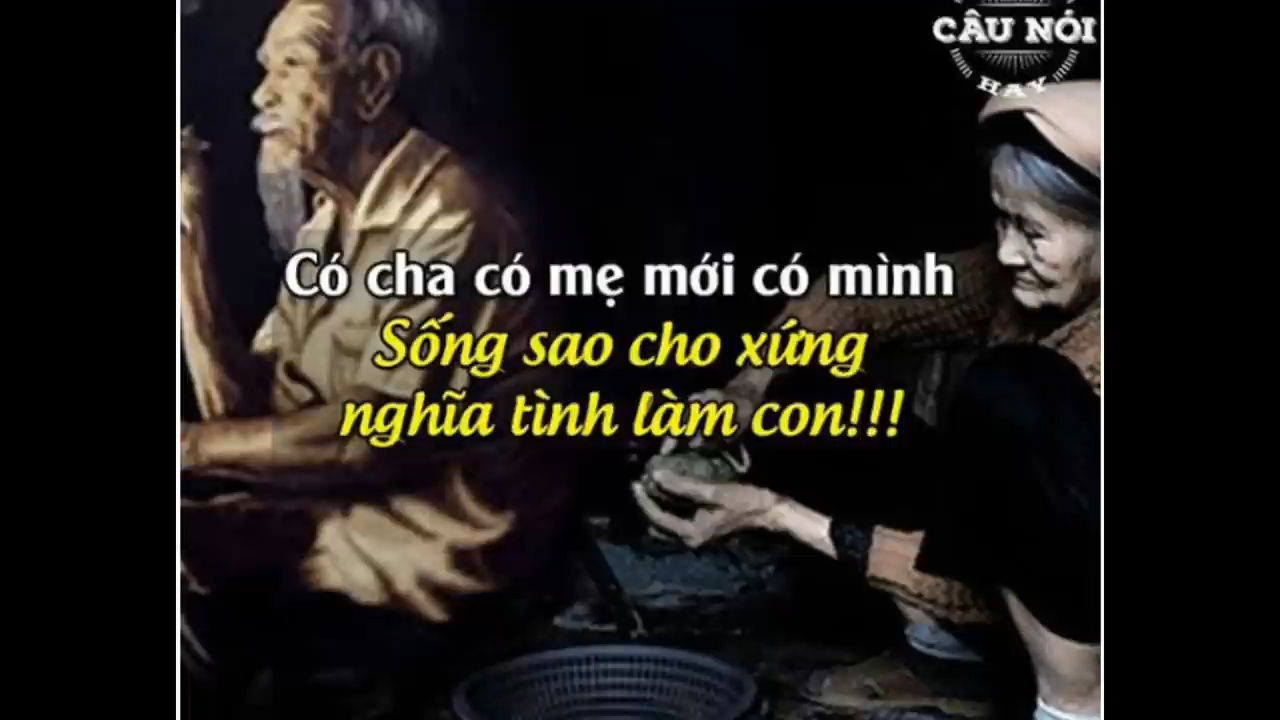 CÂU NÓI
HAY
Có cha có mẹ mới có mình
Sống sao cho xứng
nghĩa tình làm con!!!